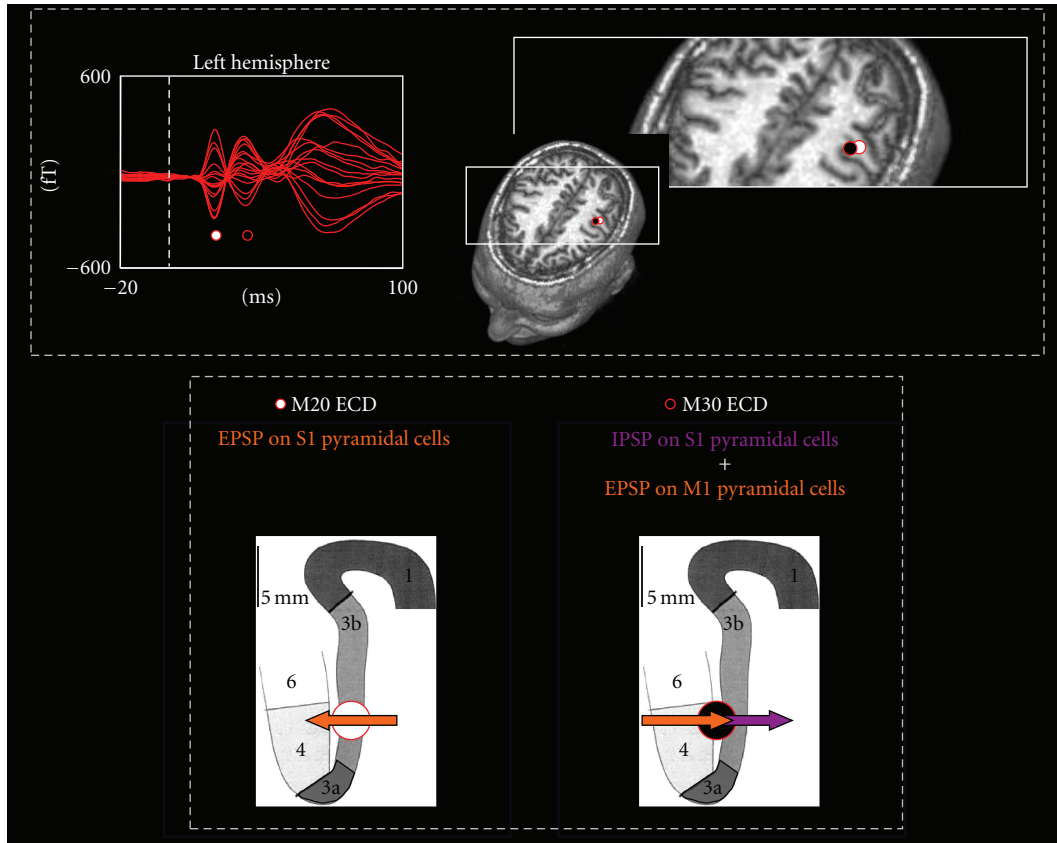 Left hemisphere
600
(fT)
−600
−20
(ms)
100
M20 ECD
EPSP on S1 pyramidal cells
M30 ECD
IPSP on S1 pyramidal cells
+
EPSP on M1 pyramidal cells
1
5 mm
3b
6
4
3a
1
5 mm
3b
6
4
3a